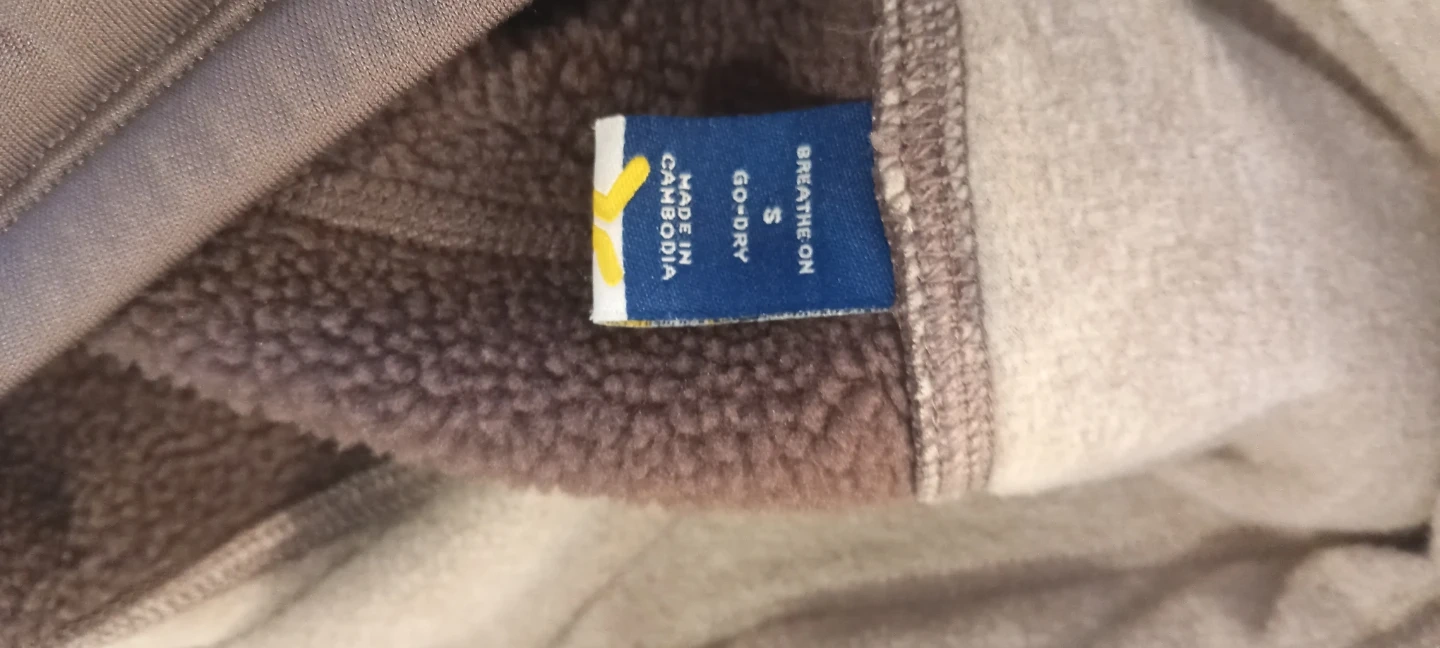 BREATHE ON
S
GO-DRY
MADE IN
CAMBODIA